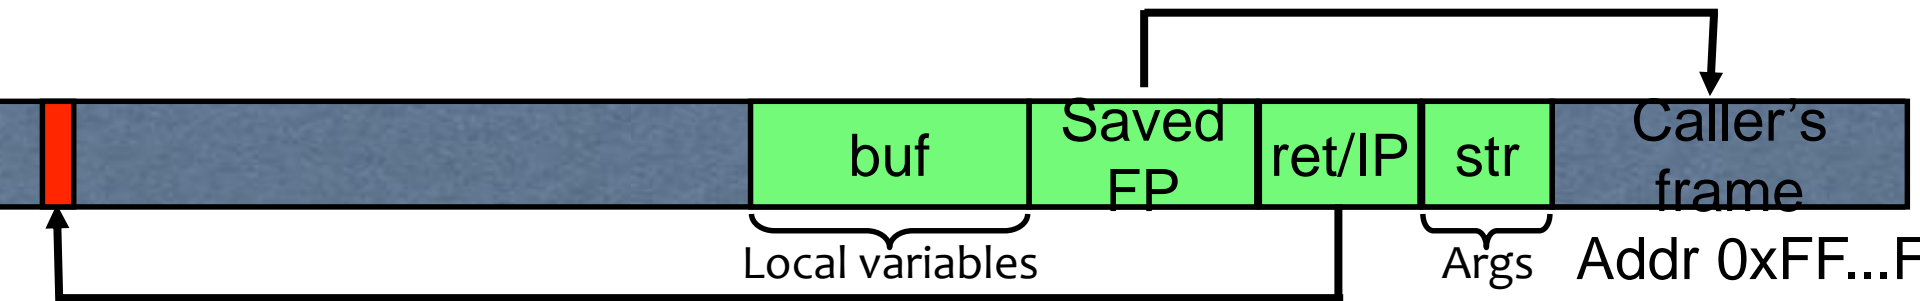 buf
Saved
FP
ret/IP
str
Caller's
frame
Local variables
Args
Addr 0xFF...F